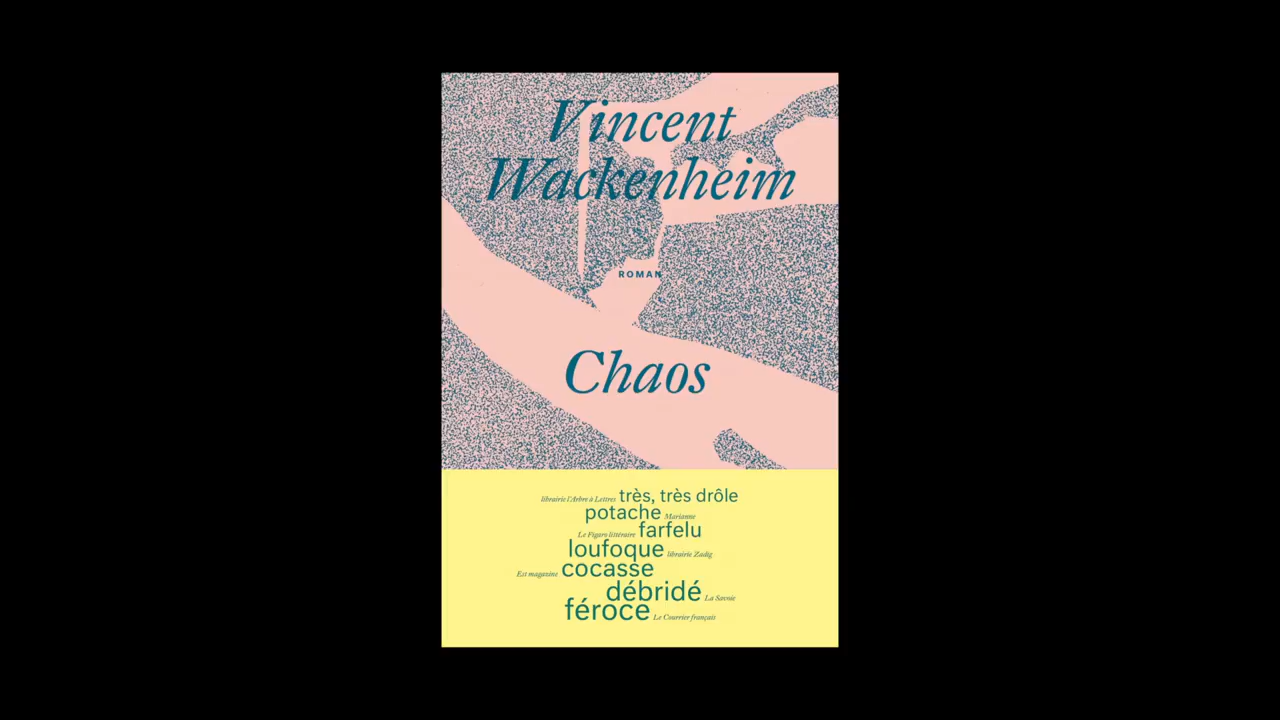 Vincent
Wackenheim
ROMAN
Chaos
librairie l'Arbre à Lettres très, très drôle
potache Marianne
Le Figaro littéraire farfelu
loufoque librairie Zadig
Est magazine cocasse
débridé La Savoie
féroce Le Courrier français